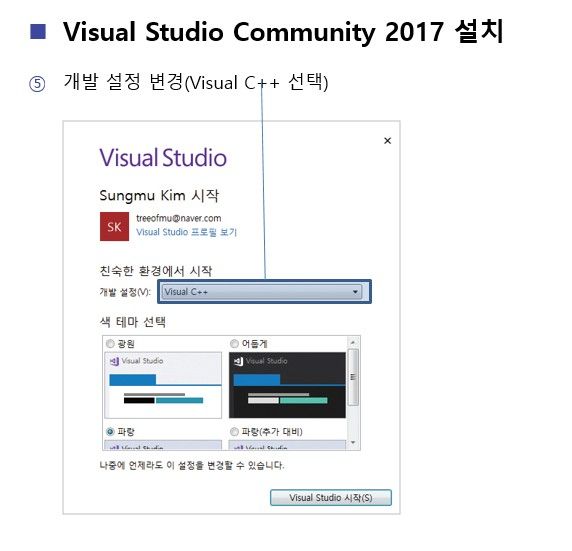 ■ Visual Studio Community 2017 설치
⑤ 개발 설정 변경(Visual C++ 선택)
Visual Studio
Sungmu Kim 시작
SK
treeofmu@naver.com
Visual Studio 프로필 보기
친숙한 환경에서 시작
개발 설정(V): Visual C++
색 테마 선택
광원 어둡게
Visual Studio Visual Studio
파랑 파랑(추가 대비)
Visual Studio Visual Studio
나중에 언제라도 이 설정을 변경할 수 있습니다.
Visual Studio 시작(S)